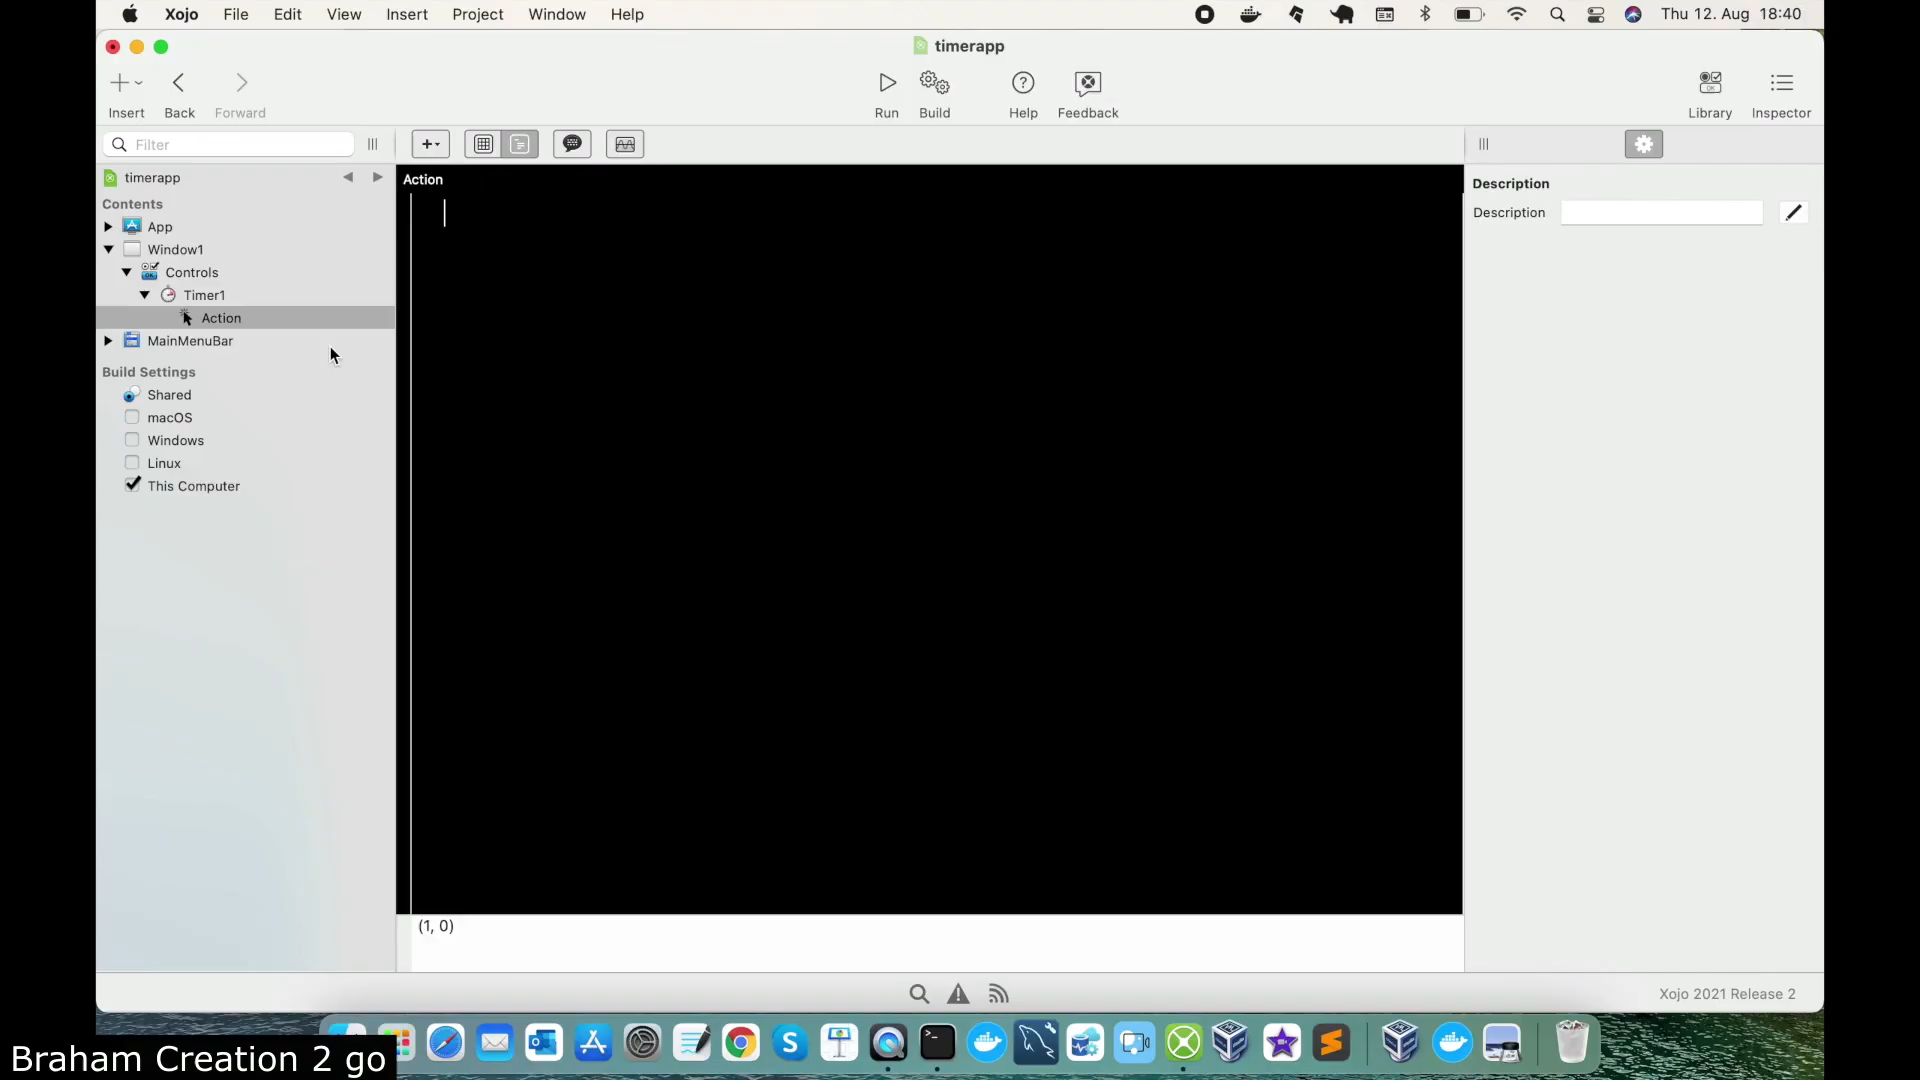 Xojo File Edit View Insert Project Window Help Thu 12. Aug 18:40
timerapp
Insert Back Forward Run Build Help Feedback Library Inspector
Filter
timerapp
Contents
App
Window1
Controls
Timer1
Action
MainMenuBar
Build Settings
Shared
macOS
Windows
Linux
This Computer
Action
(1, 0)
Description
Description
Xojo 2021 Release 2
Braham Creation 2 go